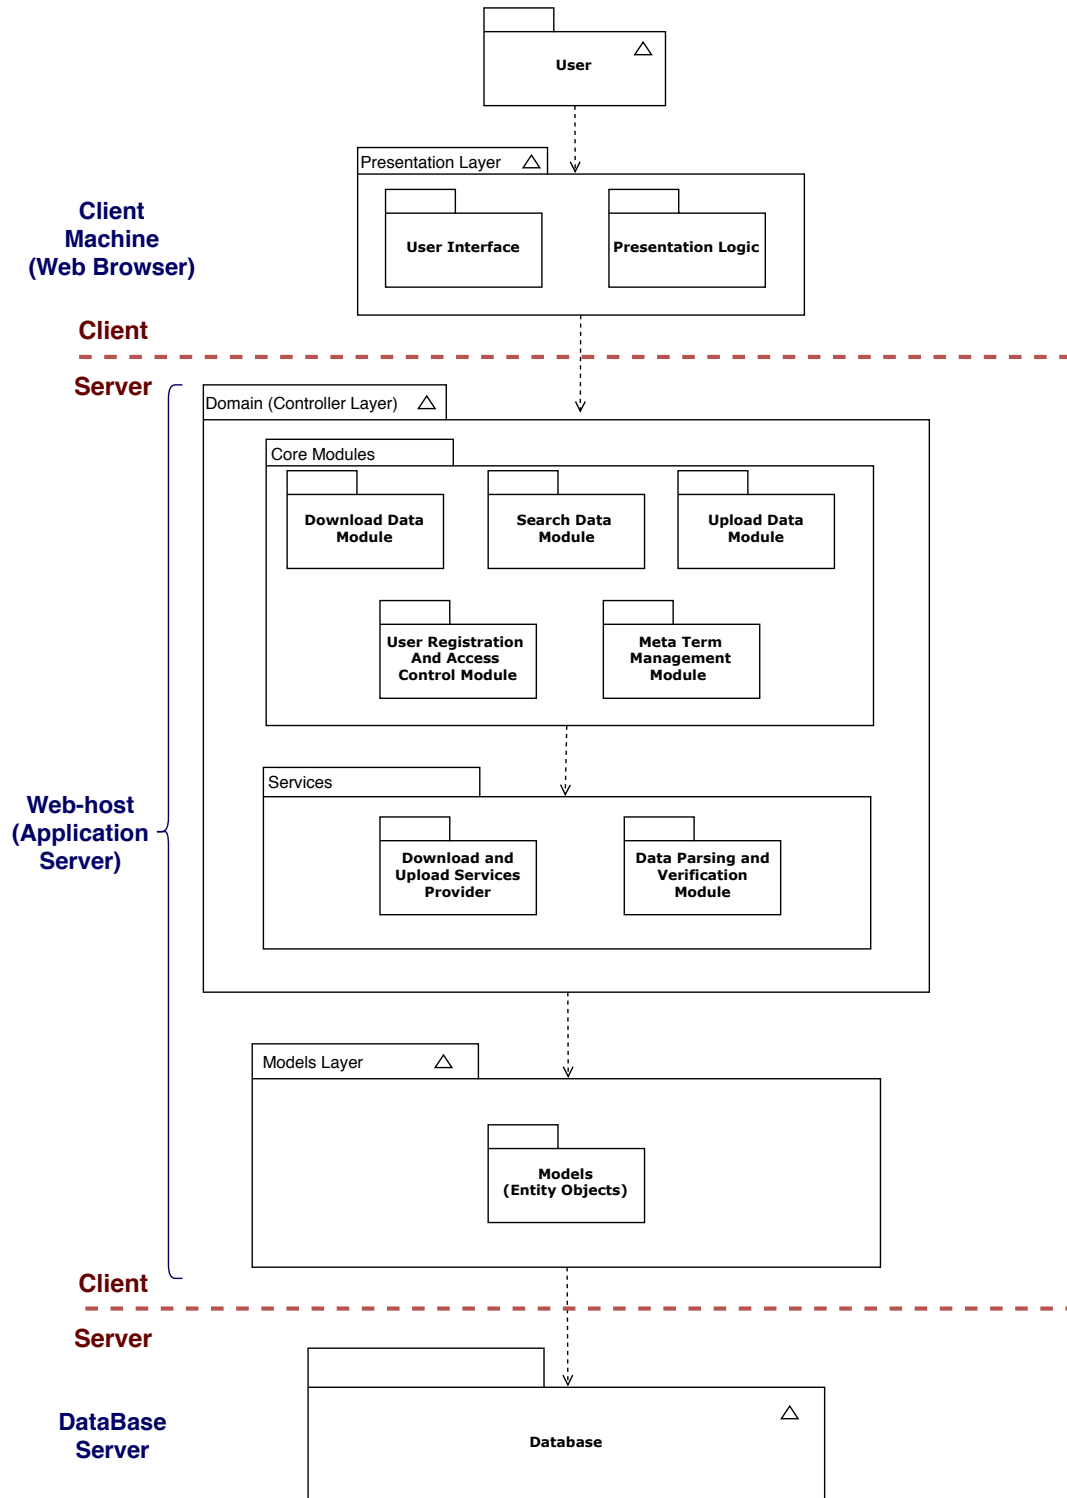 User
Presentation Layer
User Interface
Presentation Logic
Client
Machine
(Web Browser)
Client
Server
Domain (Controller Layer)
Core Modules
Download Data
Module
Search Data
Module
Upload Data
Module
User Registration
And Access
Control Module
Meta Term
Management
Module
Services
Web-host
(Application
Server)
Download and
Upload Services
Provider
Data Parsing and
Verification
Module
Models Layer
Models
(Entity Objects)
Client
Server
DataBase
Server
Database